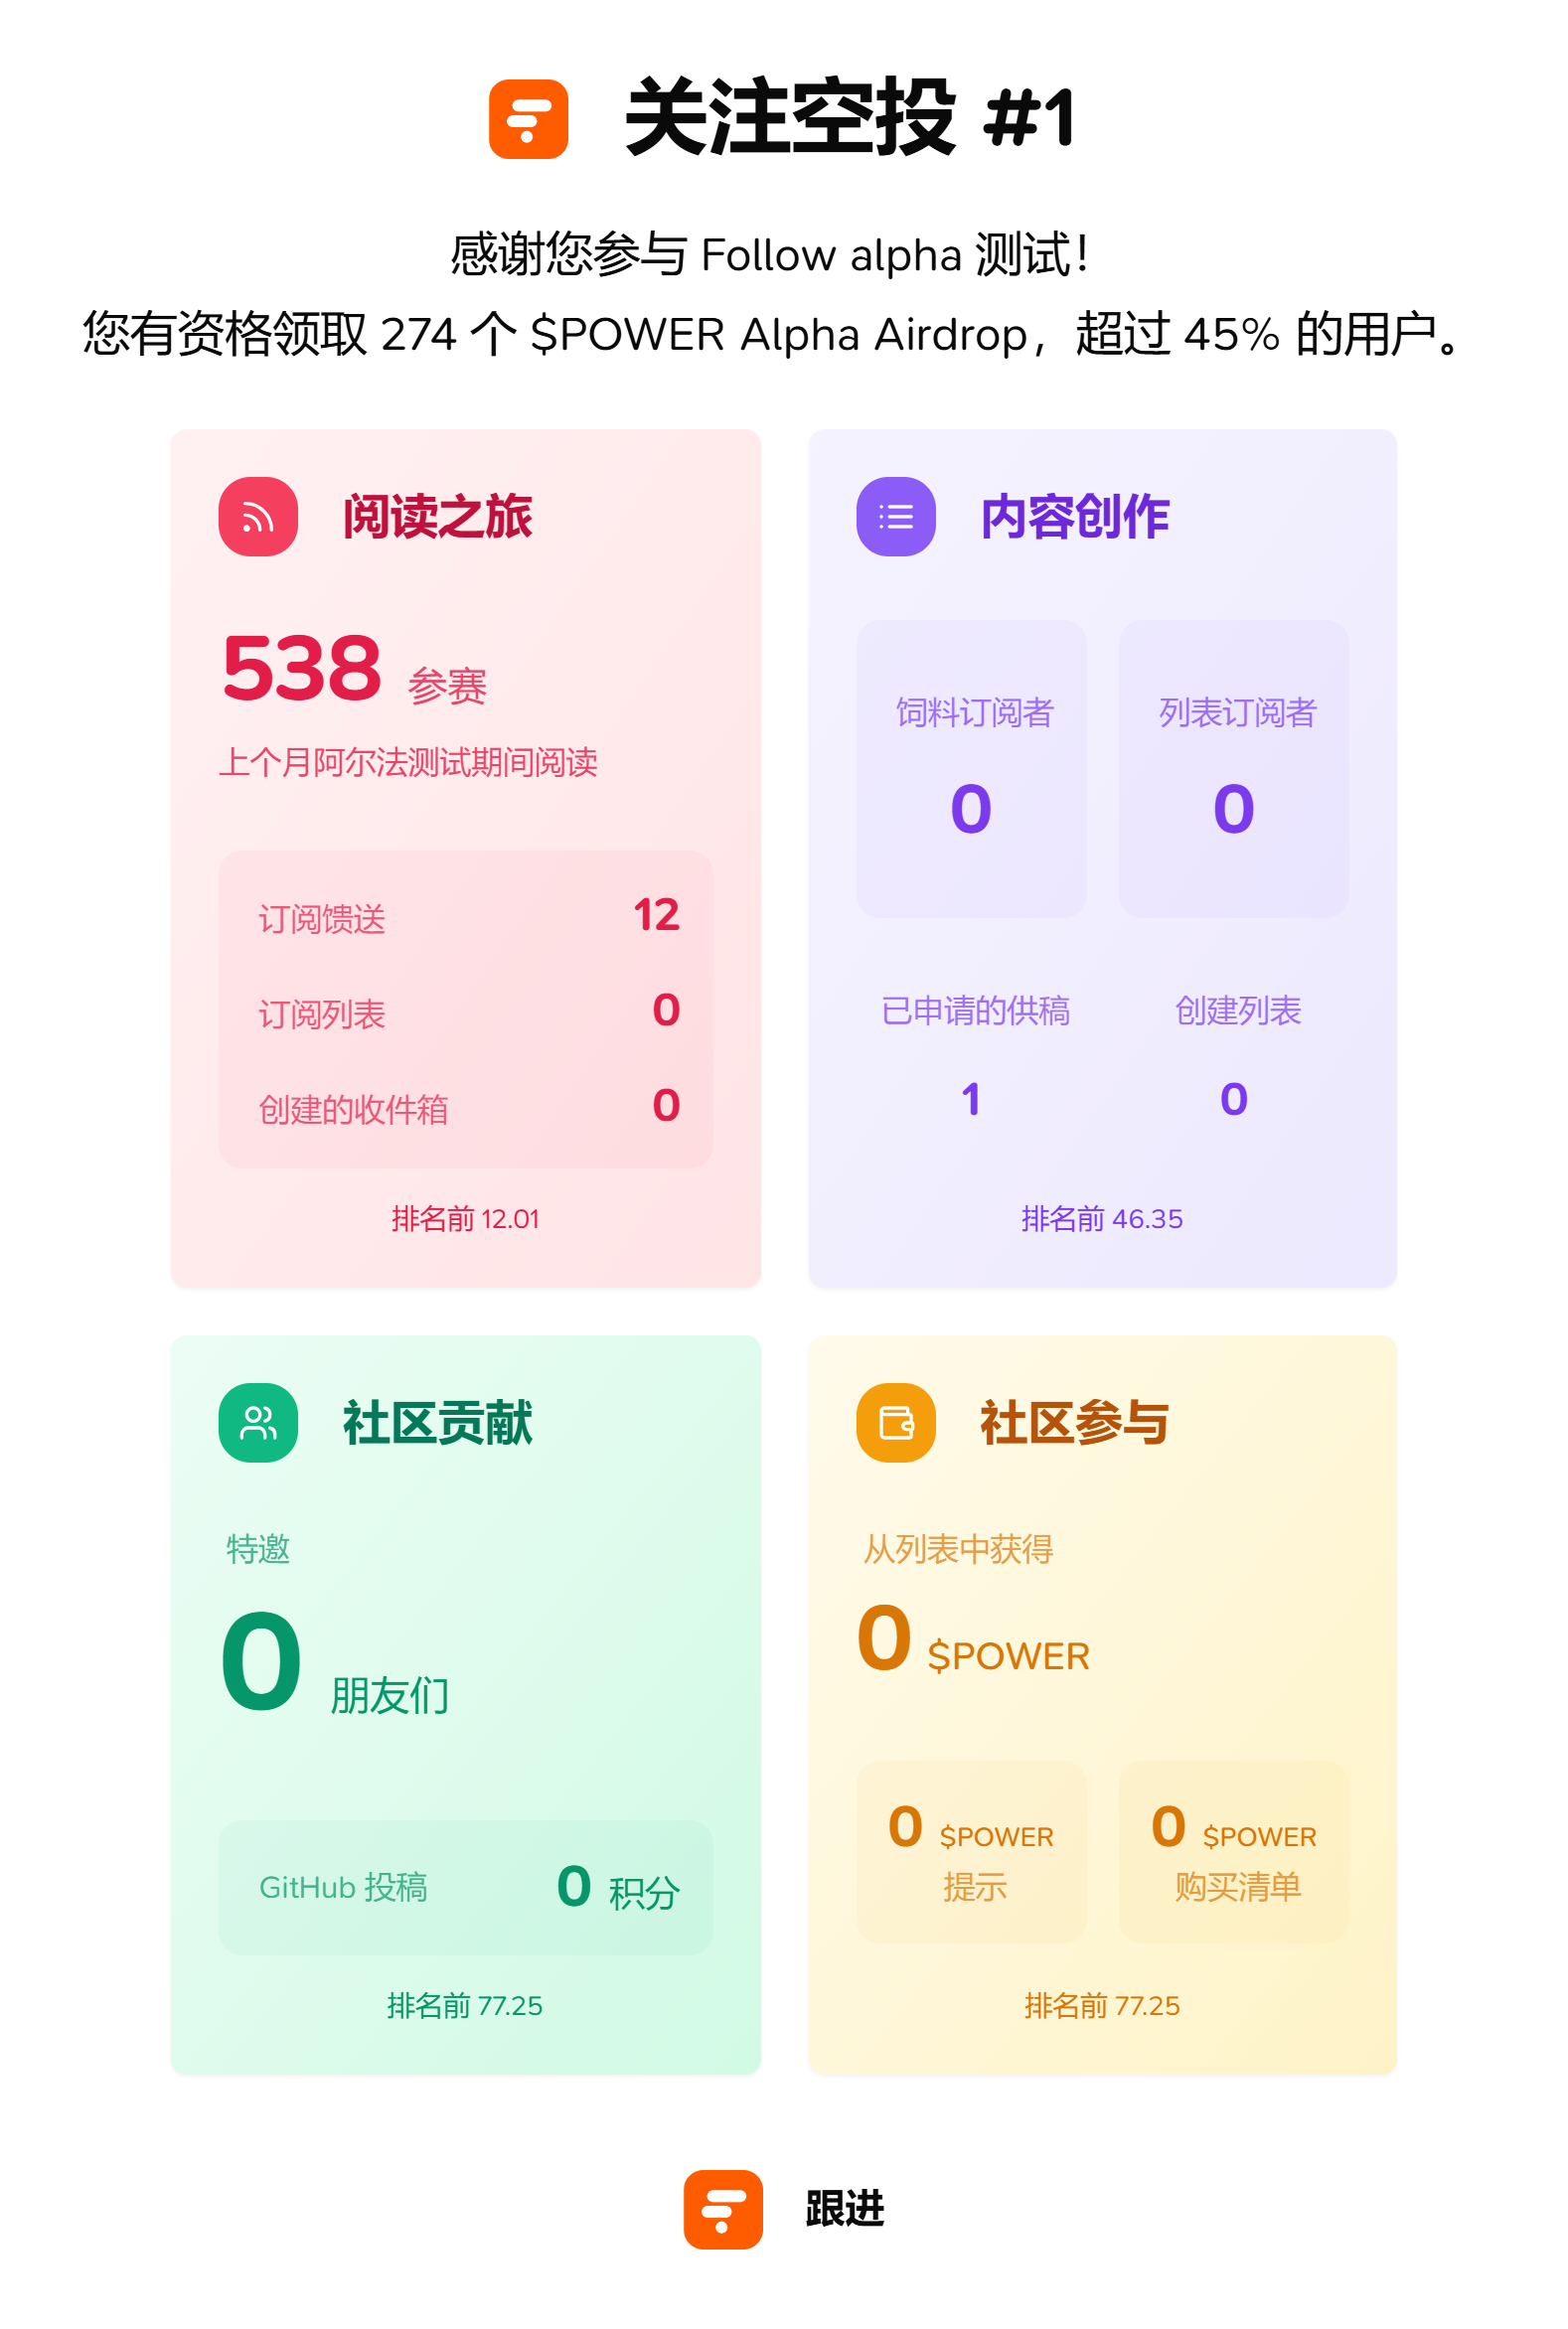 关注空投 #1
感谢您参与 Follow alpha 测试！
您有资格领取 274 个 $POWER Alpha Airdrop，超过 45% 的用户。
阅读之旅
538 参赛
上个月阿尔法测试期间阅读
订阅馈送 12
订阅列表 0
创建的收件箱 0
排名前 12.01
内容创作
饲料订阅者 列表订阅者
0 0
已申请的供稿 创建列表
1 0
排名前 46.35
社区贡献
特邀
0 朋友们
GitHub 投稿 0 积分
排名前 77.25
社区参与
从列表中获得
0 $POWER
0 $POWER 0 $POWER
提示 购买清单
排名前 77.25
跟进